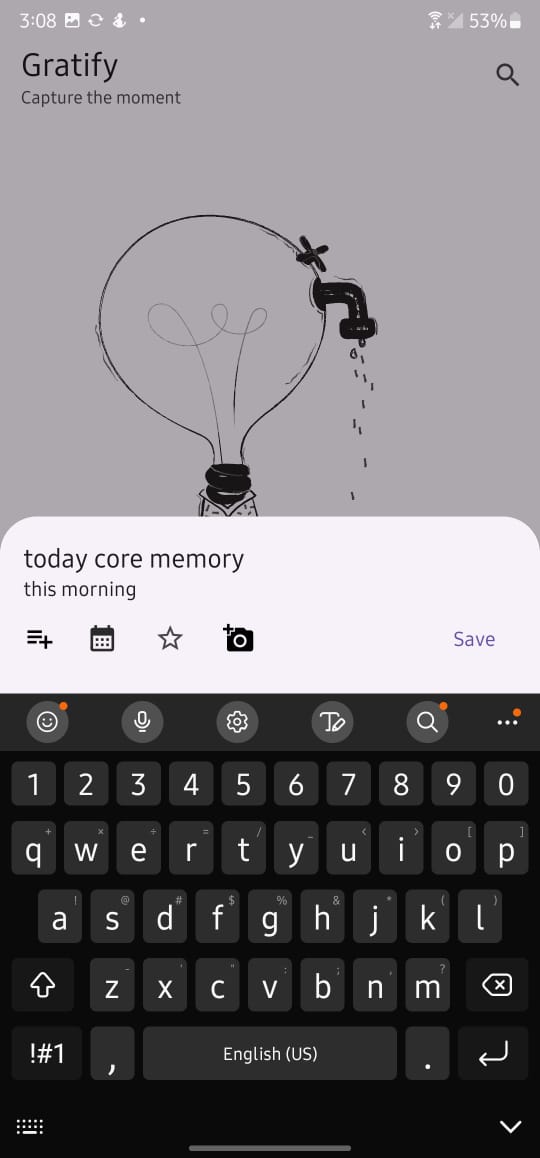 3:08
53%
Gratify
Capture the moment
today core memory
this morning
Save
1 2 3 4 5 6 7 8 9 0
+ × ÷ = / _ < > [ ]
q w e r t y u i o p
! @ # $ % & * ( )
a s d f g h j k l
- ' " : ; , ?
z x c v b n m
!#1 , English (US) .